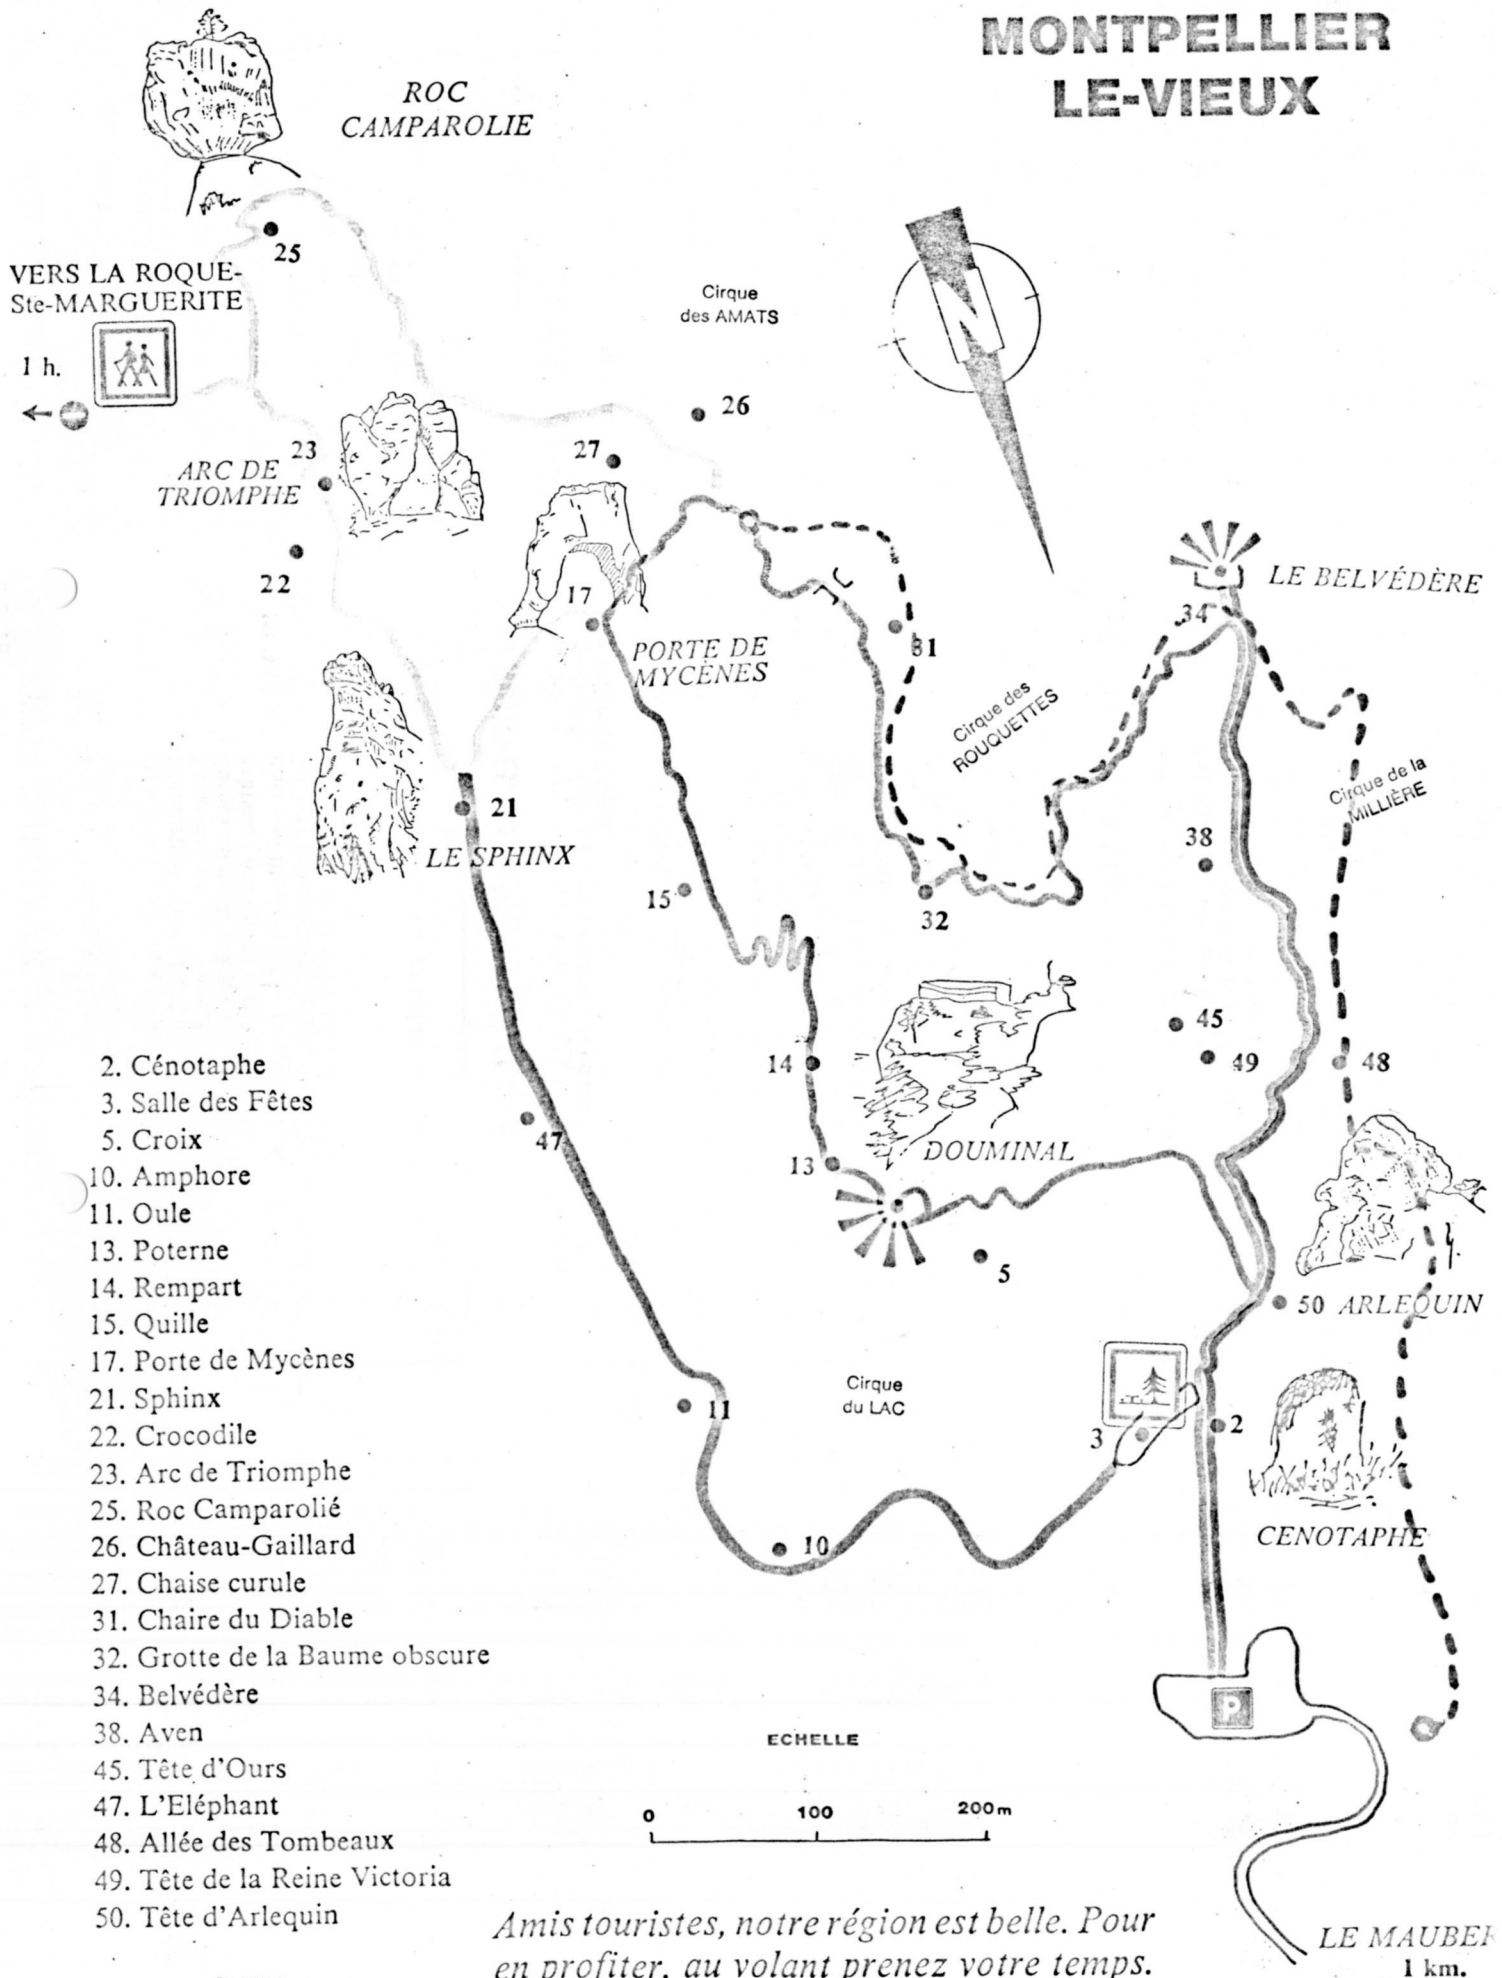 MONTPELLIER
LE-VIEUX
ROC
CAMPAROLIE
25
VERS LA ROQUE-
Ste-MARGUERITE
1 h.
Cirque
des AMATS
N
26
23
27
ARC DE
TRIOMPHE
22
17
PORTE DE
MYCÈNES
31
LE BELVÉDÈRE
34
Cirque des
ROUQUETTES
Cirque de la
MILLIÈRE
21
LE SPHINX
38
15
32
45
49
48
14
47
13
DOUMINAL
5
50 ARLEQUIN
11
Cirque
du LAC
3
2
10
CENOTAPHE
P
2. Cénotaphe
3. Salle des Fêtes
5. Croix
10. Amphore
11. Oule
13. Poterne
14. Rempart
15. Quille
17. Porte de Mycènes
21. Sphinx
22. Crocodile
23. Arc de Triomphe
25. Roc Camparolié
26. Château-Gaillard
27. Chaise curule
31. Chaire du Diable
32. Grotte de la Baume obscure
34. Belvédère
38. Aven
45. Tête d'Ours
47. L'Eléphant
48. Allée des Tombeaux
49. Tête de la Reine Victoria
50. Tête d'Arlequin
ECHELLE
0 100 200m
Amis touristes, notre région est belle. Pour
en profiter, au volant prenez votre temps.
LE MAUBER
1 km.